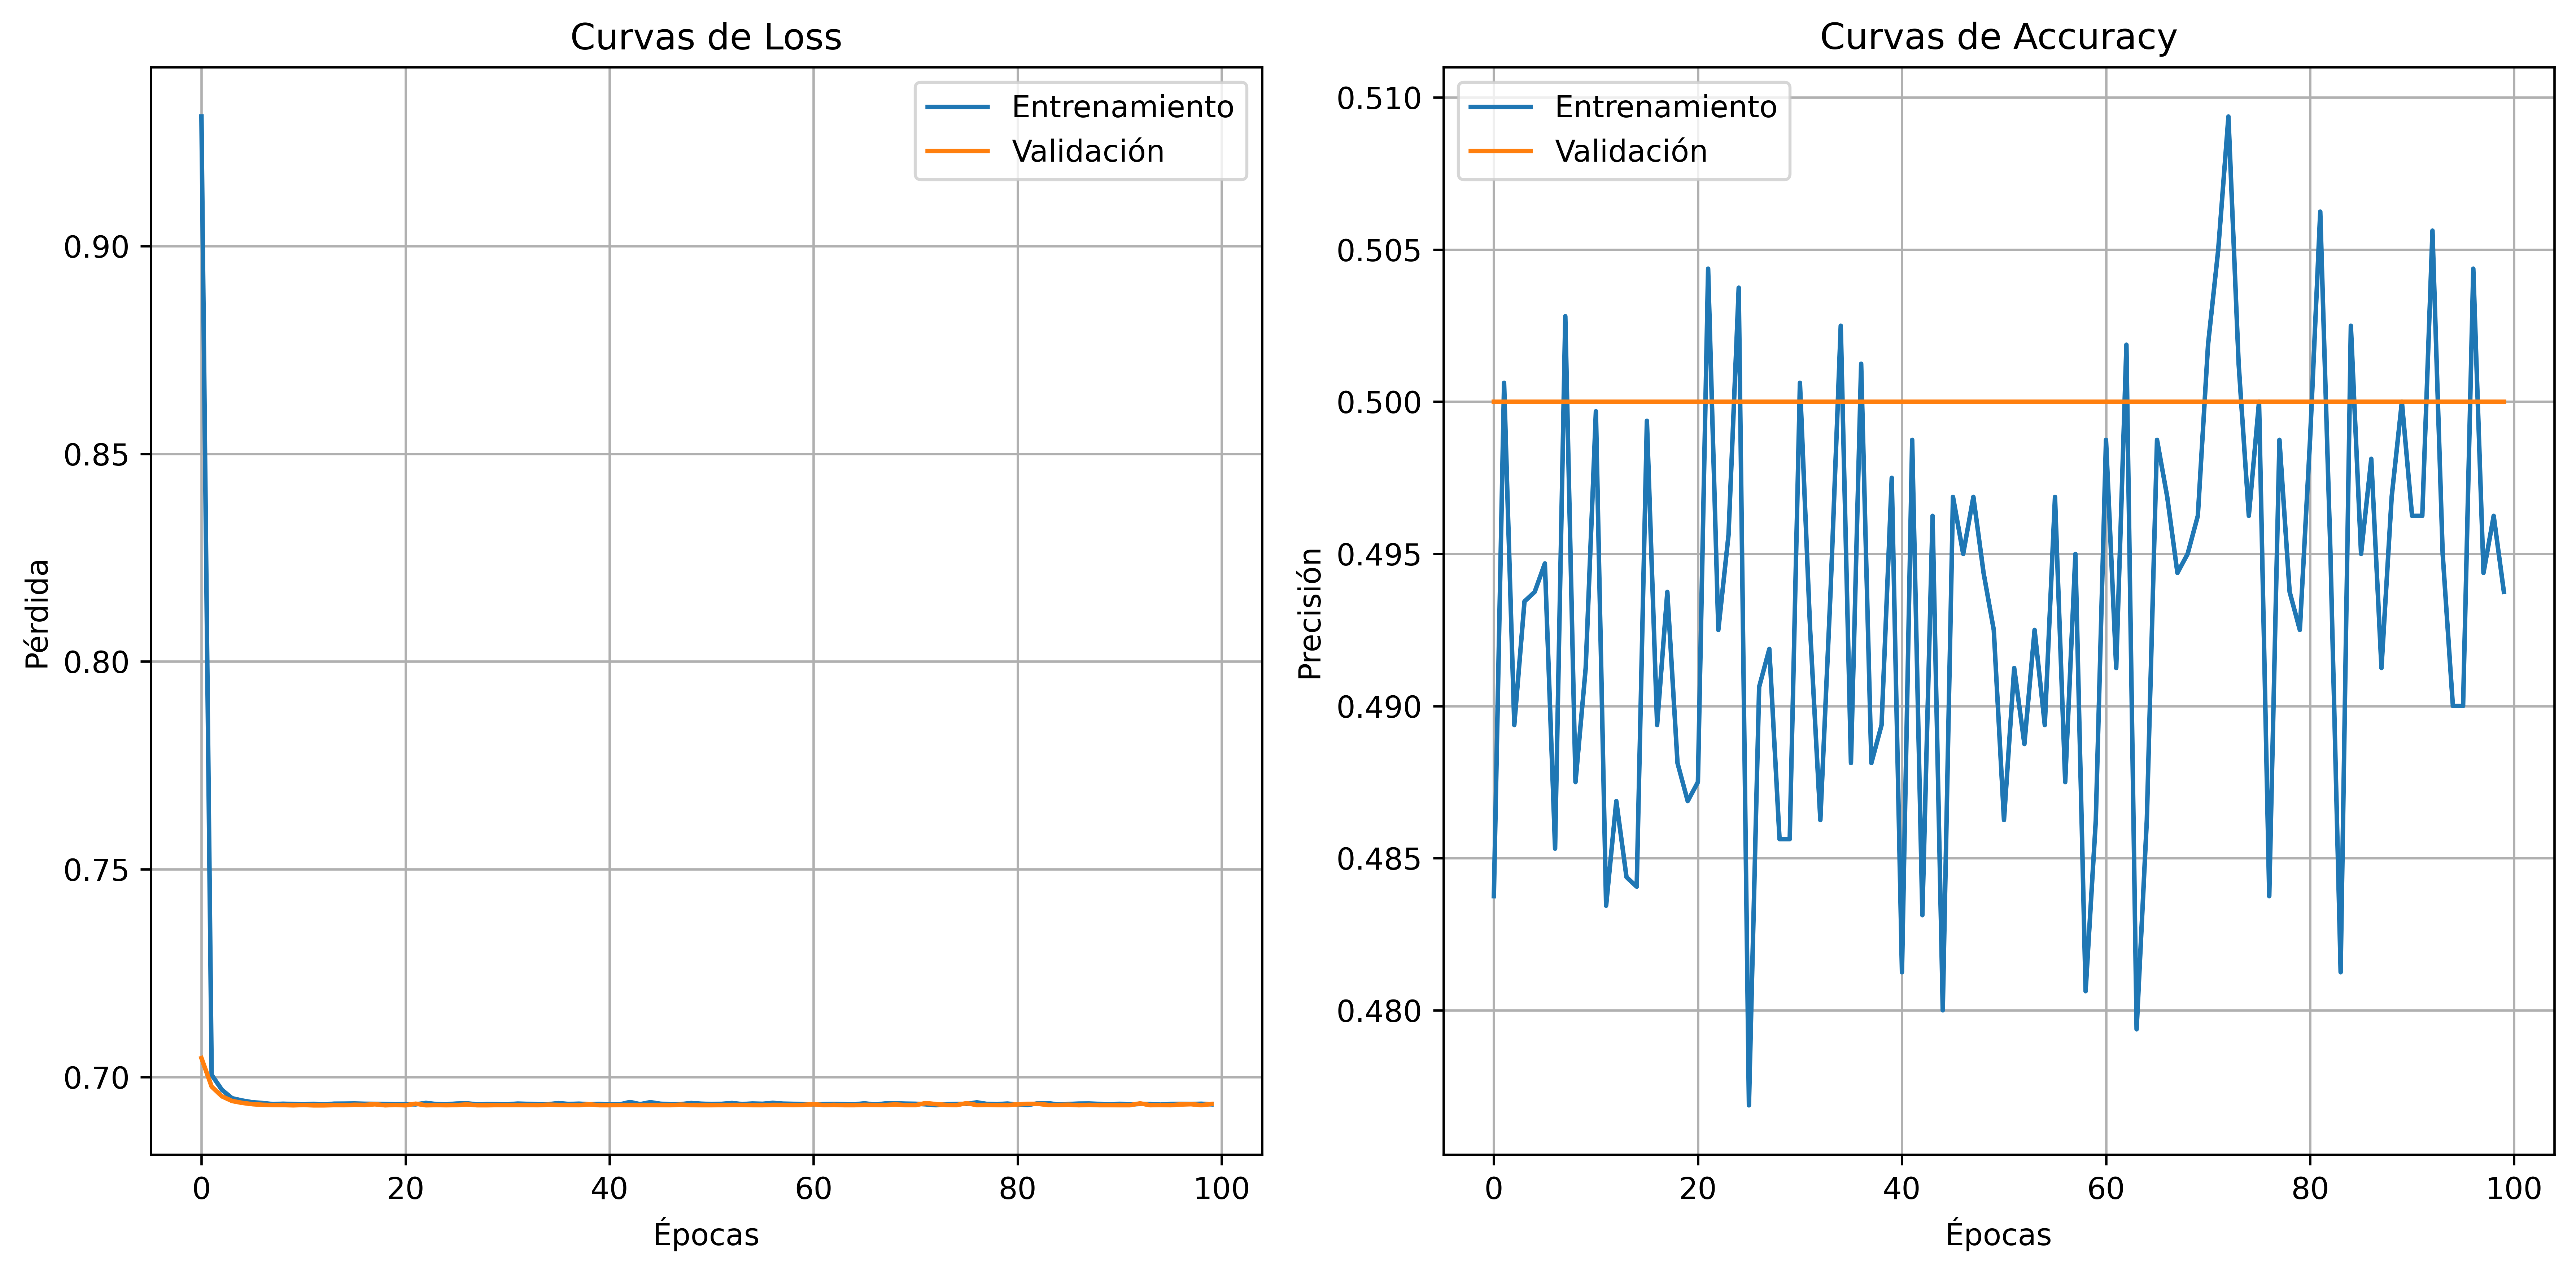 Curvas de Loss
Entrenamiento
Validación
0.90
0.85
0.80
0.75
0.70
Pérdida
0 20 40 60 80 100
Épocas
Curvas de Accuracy
Entrenamiento
Validación
0.510
0.505
0.500
0.495
0.490
0.485
0.480
Precisión
0 20 40 60 80 100
Épocas